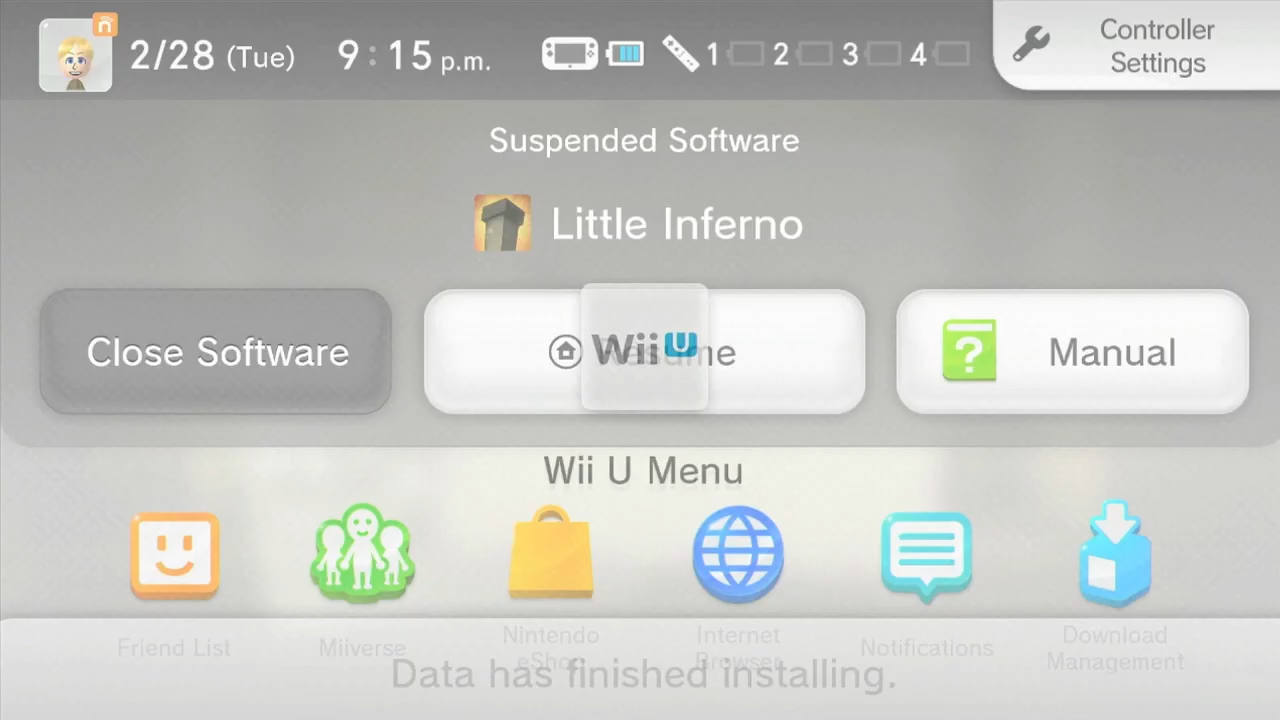 2/28 (Tue) 9:15 p.m. 1 2 3 4
Controller
Settings
Suspended Software
Little Inferno
Close Software
Resume
Wii U
? Manual
Wii U Menu
Friend List
Miiverse
Nintendo
eShop
Internet
Browser
Notifications
Download
Management
Data has finished installing.